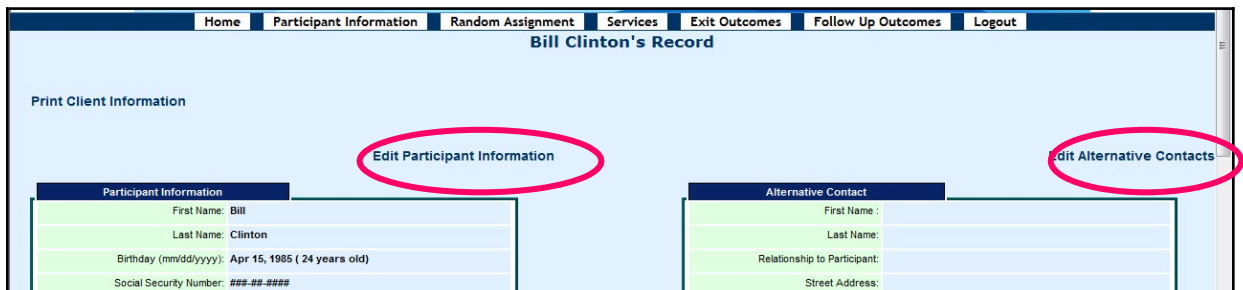 Home Participant Information Random Assignment Services Exit Outcomes Follow Up Outcomes Logout
Bill Clinton's Record
Print Client Information
Edit Participant Information Edit Alternative Contacts
Participant Information
First Name: Bill
Last Name: Clinton
Birthday (mm/dd/yyyy): Apr 15, 1985 ( 24 years old)
Social Security Number: ###-##-####
Alternative Contact
First Name :
Last Name:
Relationship to Participant:
Street Address: